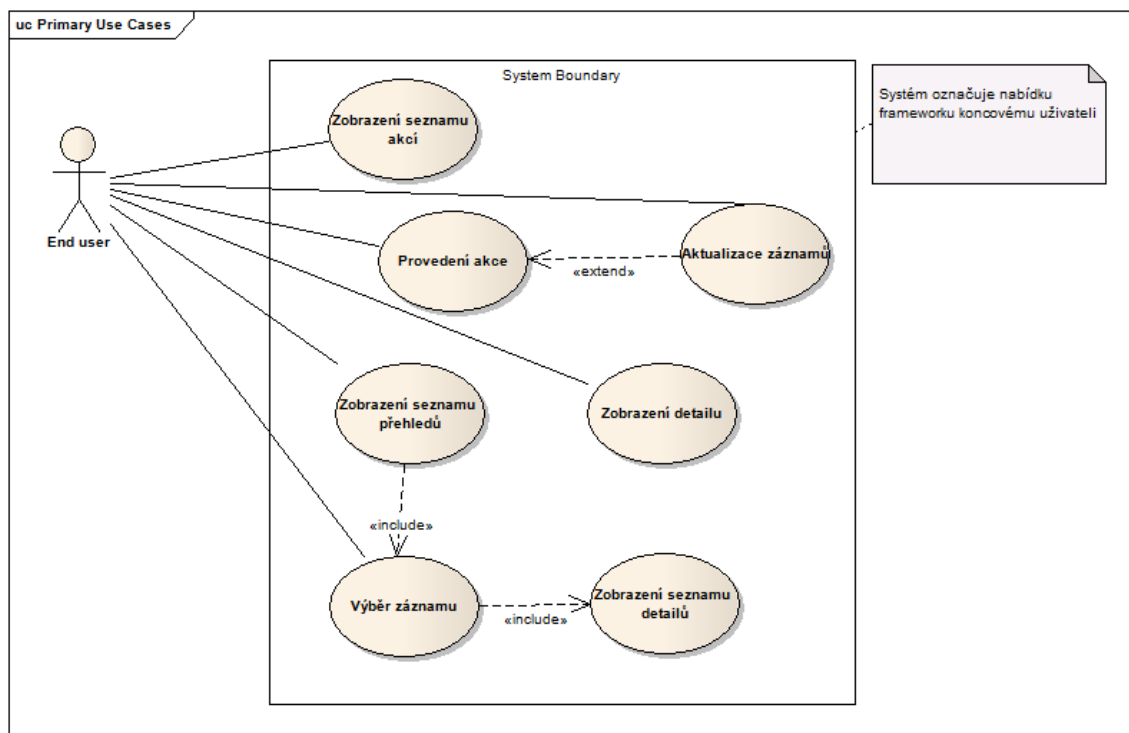 uc Primary Use Cases
System Boundary
Systém označuje nabídku
frameworku koncovému uživateli
Zobrazení seznamu
akcí
End user
Provedení akce
«extend»
Aktualizace záznamů
Zobrazení seznamu
přehledů
Zobrazení detailu
«include»
Výběr záznamu
«include»
Zobrazení seznamu
detailů